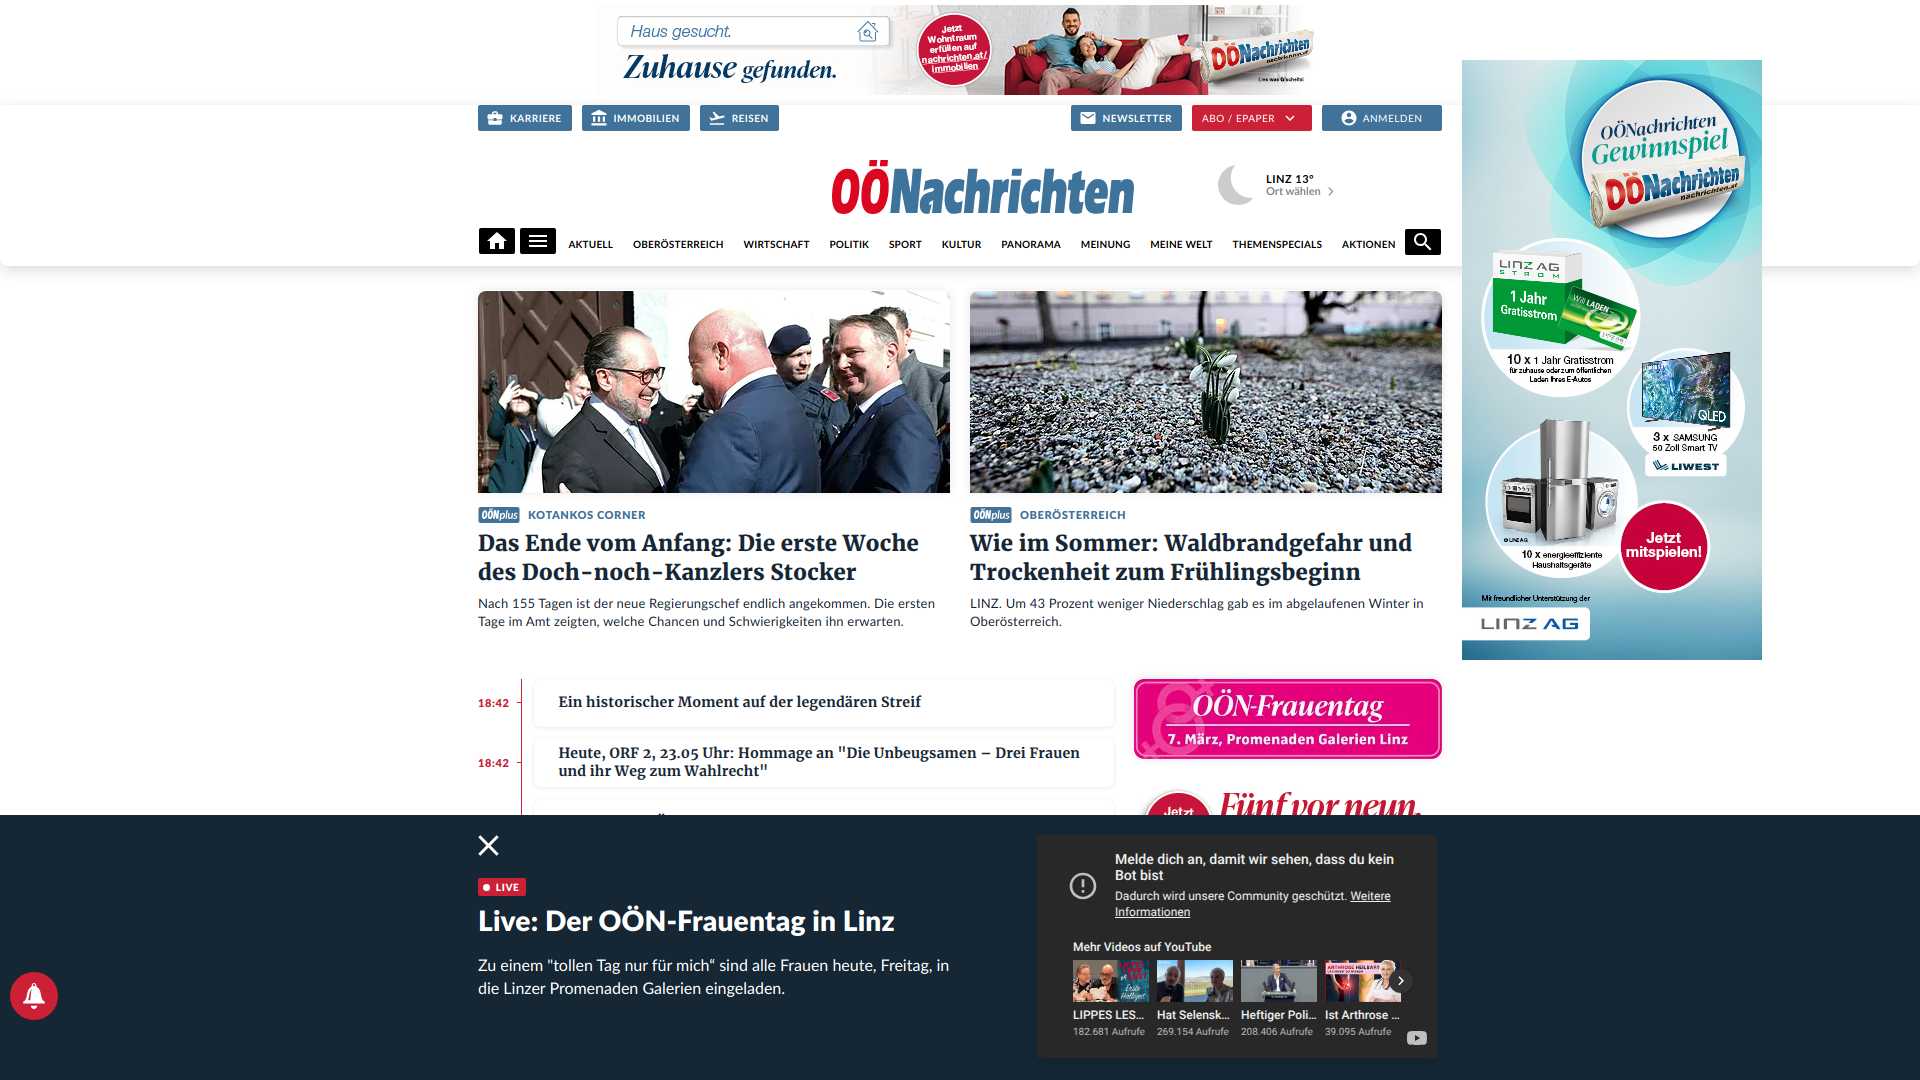 Haus gesucht.
Zuhause gefunden.
Jetzt
Wohntraum
erfüllen auf
nachrichten.at/
immobilien
OÖNachrichten
Lies was G'scheits!
KARRIERE
IMMOBILIEN
REISEN
NEWSLETTER
ABO / EPAPER
ANMELDEN
OÖNachrichten
LINZ 13°
Ort wählen
AKTUELL
OBERÖSTERREICH
WIRTSCHAFT
POLITIK
SPORT
KULTUR
PANORAMA
MEINUNG
MEINE WELT
THEMENSPECIALS
AKTIONEN
OÖNplus KOTANKOS CORNER
Das Ende vom Anfang: Die erste Woche
des Doch-noch-Kanzlers Stocker
Nach 155 Tagen ist der neue Regierungschef endlich angekommen. Die ersten
Tage im Amt zeigten, welche Chancen und Schwierigkeiten ihn erwarten.
OÖNplus OBERÖSTERREICH
Wie im Sommer: Waldbrandgefahr und
Trockenheit zum Frühlingsbeginn
LINZ. Um 43 Prozent weniger Niederschlag gab es im abgelaufenen Winter in
Oberösterreich.
18:42
Ein historischer Moment auf der legendären Streif
18:42
Heute, ORF 2, 23.05 Uhr: Hommage an "Die Unbeugsamen – Drei Frauen
und ihr Weg zum Wahlrecht"
OÖN-Frauentag
7. März, Promenaden Galerien Linz
Jetzt
Fünf vor neun.
OÖNachrichten
Gewinnspiel
OÖNachrichten
nachrichten.at
LINZ AG
STROM
1 Jahr
Gratisstrom
Will LADEN
10 x 1 Jahr Gratisstrom
für zuhause oder zum öffentlichen
Laden Ihres E-Autos
QLED
3 x SAMSUNG
50 Zoll Smart TV
LIWEST
© LINZ AG
10 x energieeffiziente
Haushaltsgeräte
Jetzt
mitspielen!
Mit freundlicher Unterstützung der
LINZ AG
LIVE
Live: Der OÖN-Frauentag in Linz
Zu einem "tollen Tag nur für mich“ sind alle Frauen heute, Freitag, in
die Linzer Promenaden Galerien eingeladen.
Melde dich an, damit wir sehen, dass du kein
Bot bist
Dadurch wird unsere Community geschützt. Weitere
Informationen
Mehr Videos auf YouTube
ARTHROSE HEILBAR?
LIPPES LES...
182.681 Aufrufe
Hat Selensk...
269.154 Aufrufe
Heftiger Poli...
208.406 Aufrufe
Ist Arthrose ...
39.095 Aufrufe